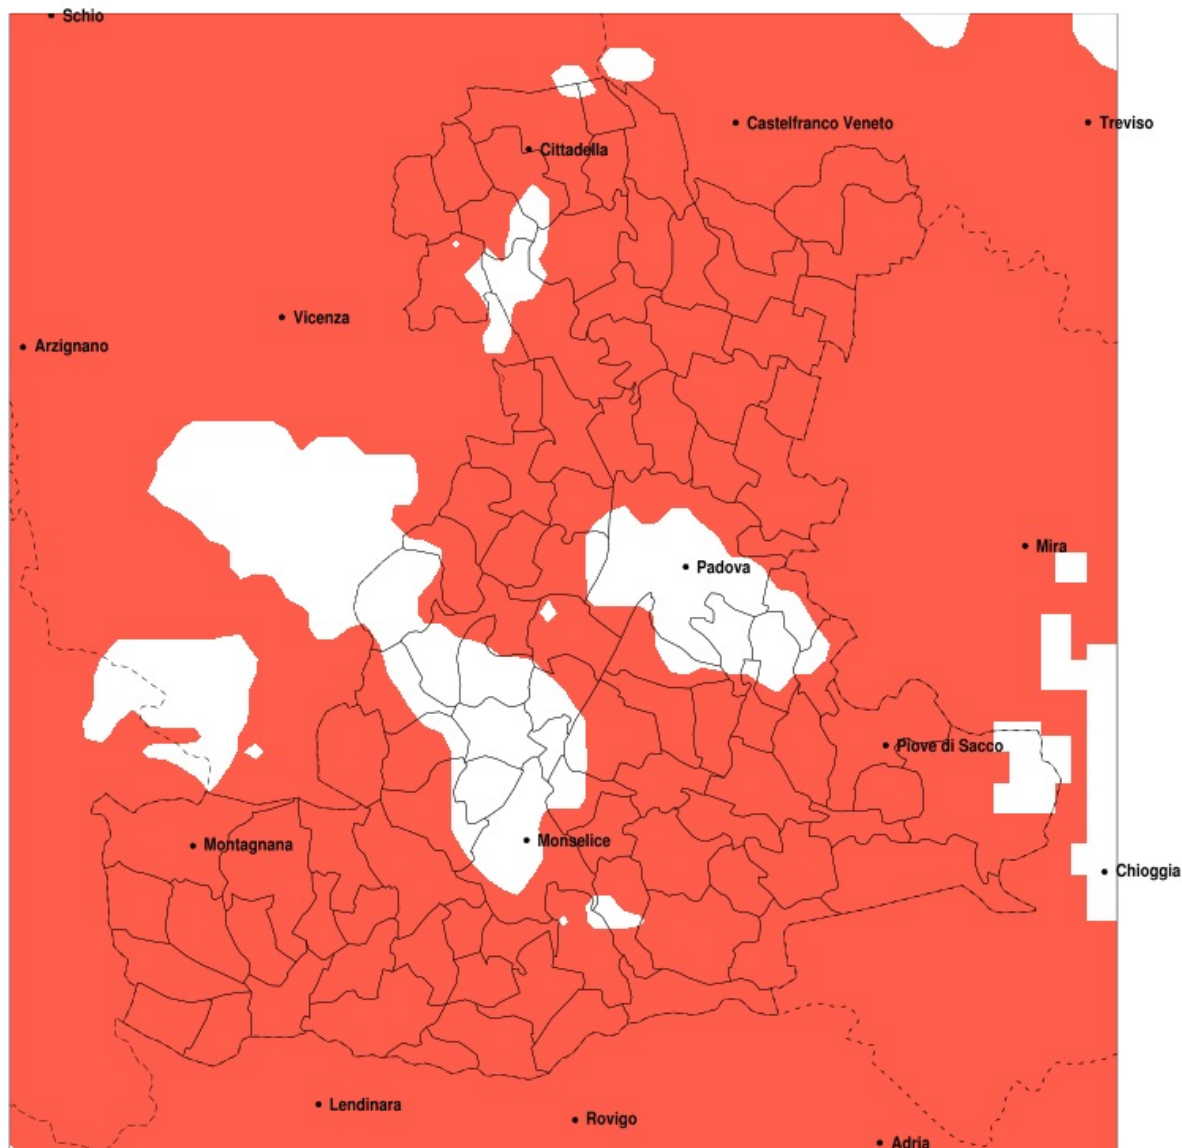 Schio
Castelfranco Veneto
Treviso
Cittadella
Vicenza
Arzignano
Mira
Padova
Piove di Sacco
Monselice
Montagnana
Chioggia
Lendinara
Rovigo
Adria